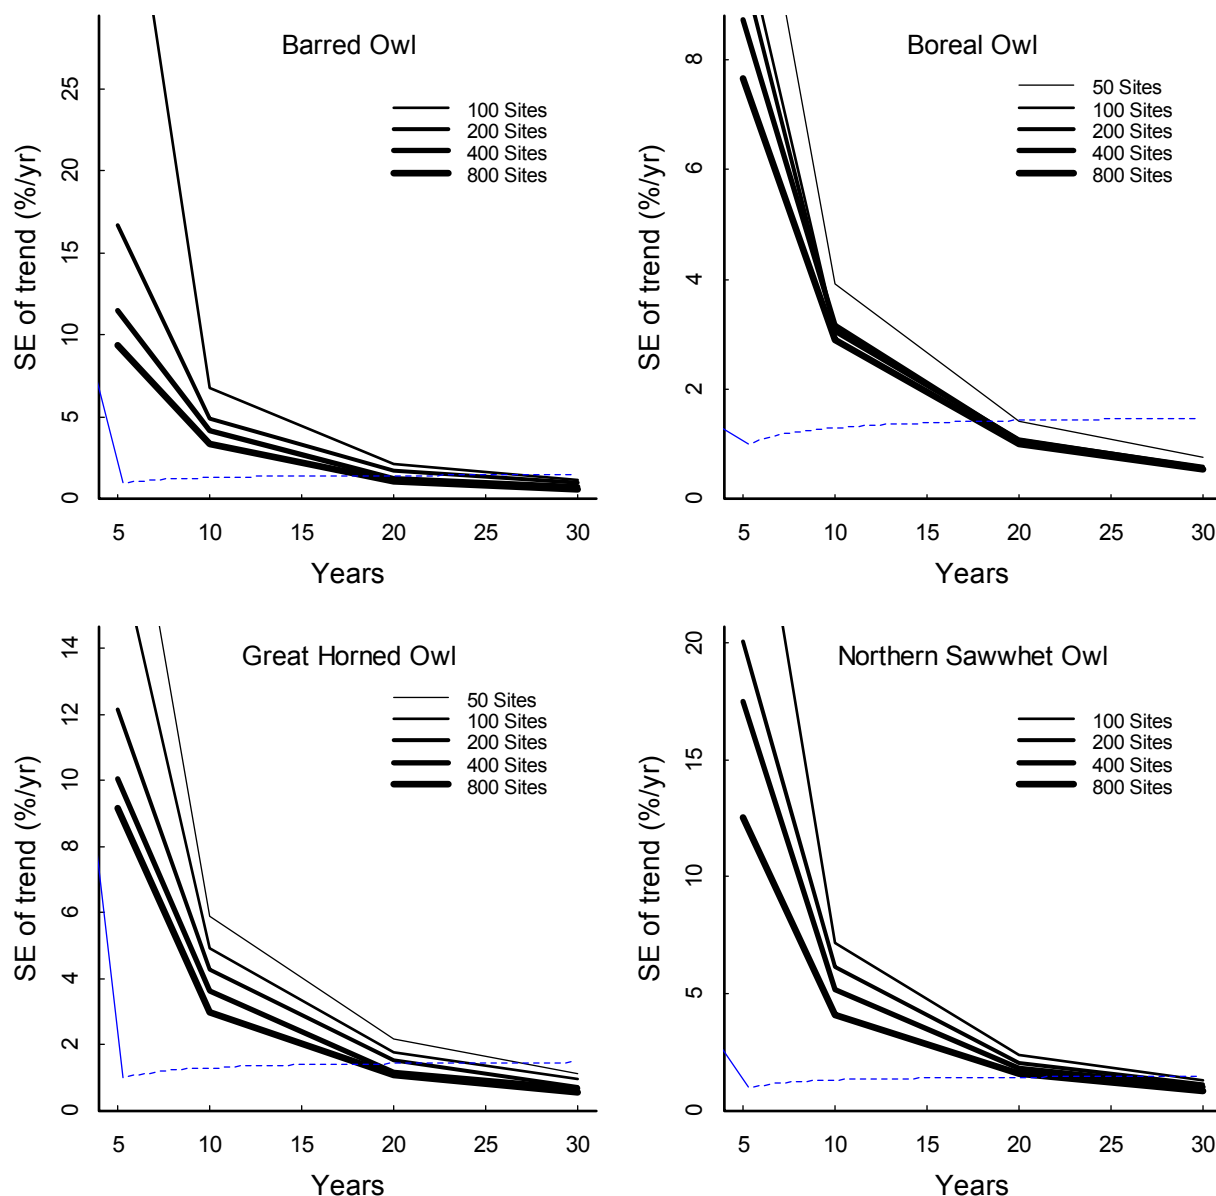 Barred Owl
100 Sites
200 Sites
400 Sites
800 Sites
SE of trend (%/yr)
0
5
10
15
20
25
5
10
15
20
25
30
Years
Boreal Owl
50 Sites
100 Sites
200 Sites
400 Sites
800 Sites
SE of trend (%/yr)
0
2
4
6
8
5
10
15
20
25
30
Years
Great Horned Owl
50 Sites
100 Sites
200 Sites
400 Sites
800 Sites
SE of trend (%/yr)
0
2
4
6
8
10
12
14
5
10
15
20
25
30
Years
Northern Sawwhet Owl
100 Sites
200 Sites
400 Sites
800 Sites
SE of trend (%/yr)
0
5
10
15
20
5
10
15
20
25
30
Years